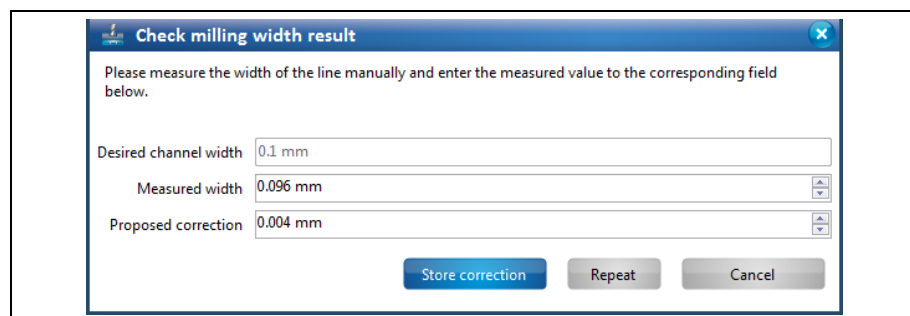 Check milling width result
Please measure the width of the line manually and enter the measured value to the corresponding field
below.
Desired channel width 0.1 mm
Measured width 0.096 mm
Proposed correction 0.004 mm
Store correction Repeat Cancel